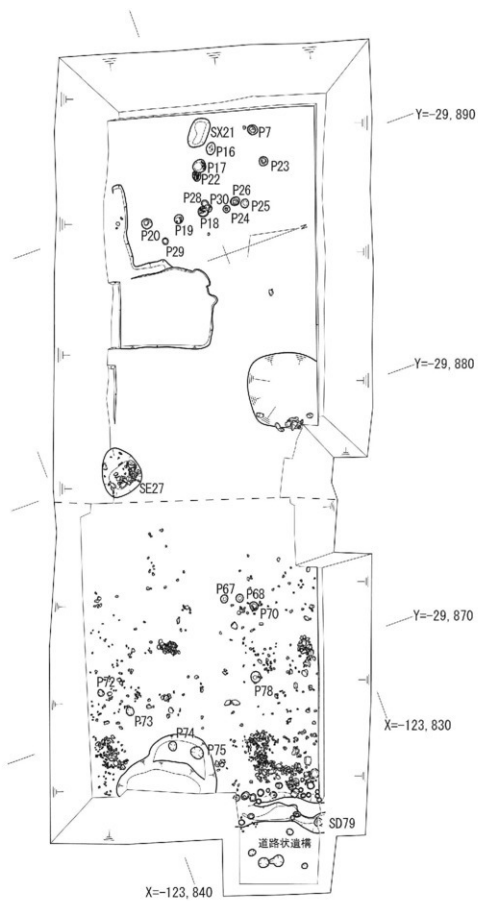 Y=-29,890
SX21
P7
P16
P17
P23
P22
P26
P28
P30
P25
P24
P18
P19
P20
P29
Y=-29,880
SE27
P67
P68
P70
Y=-29,870
P72
P78
P73
X=-123,830
P74
P75
SD79
道路状遺構
X=-123,840